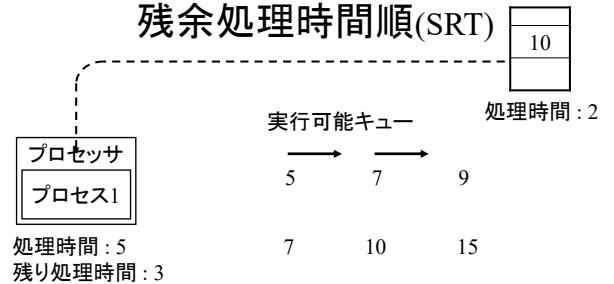 残余処理時間順(SRT)
10
処理時間 : 2
実行可能キュー
プロセッサ
プロセス1
5 7 9
処理時間 : 5
残り処理時間 : 3
7 10 15